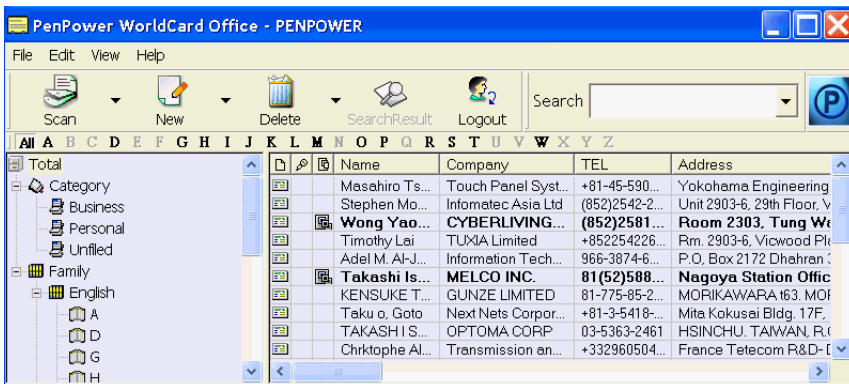 PenPower WorldCard Office - PENPOWER
File Edit View Help
Scan New Delete SearchResult Logout Search
All A B C D E F G H I J K L M N O P Q R S T U V W X Y Z
Total
Category
Business
Personal
Unfiled
Family
English
A
D
G
H
Name Company TEL Address
Masahiro Ts... Touch Panel Syst... +81-45-590... Yokohama Engineering
Stephen Mo... Infomatec Asia Ltd (852)2542-2... Unit 2903-6, 29th Floor, V
Wong Yao... CYBERLIVING... (852)2581... Room 2303, Tung Wa
Timothy Lai TUXIA Limited +852254226... Rm. 2903-6, Vicwood Pla
Adel M. Al-J... Information Tech... 966-3874-6... P.O, Box 2172 Dhahran 3
Takashi Is... MELCO INC. 81(52)588... Nagoya Station Offic
KENSUKE T... GUNZE LIMITED 81-775-85-2... MORIKAWARA t63. MOR
Taku o, Goto Next Nets Corpor... +81-3-5418-... Mita Kokusai Bldg. 17F,
TAKASHI S... OPTOMA CORP 03-5363-2461 HSINCHU. TAIWAN, R.O
Chrktophe Al... Transmission an... +332960504... France Tetecom R&D- D